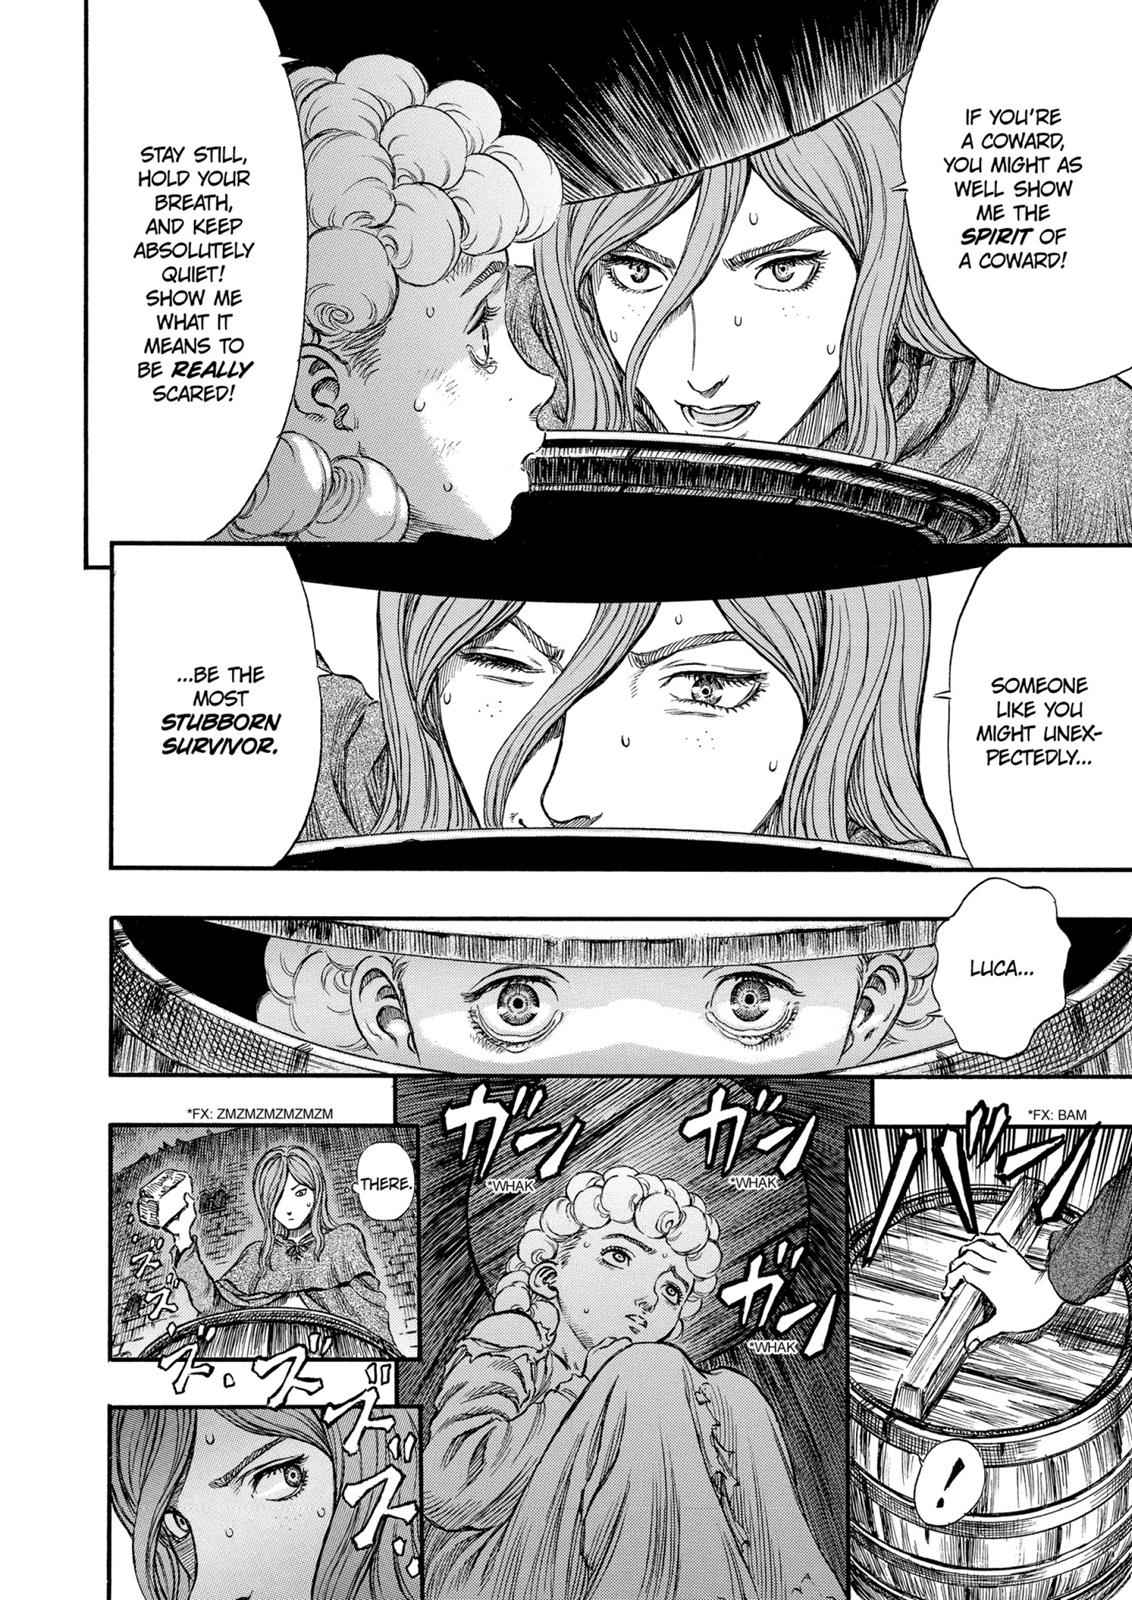 IF YOU'RE
A COWARD,
YOU MIGHT AS
WELL SHOW
ME THE
SPIRIT OF
A COWARD!
STAY STILL,
HOLD YOUR
BREATH,
AND KEEP
ABSOLUTELY
QUIET!
SHOW ME
WHAT IT
MEANS TO
BE REALLY
SCARED!
SOMEONE
LIKE YOU
MIGHT UNEX-
PECTEDLY...
...BE THE
MOST
STUBBORN
SURVIVOR.
LUCA...
*FX: BAM
バン
!
ガン
*WHAK
ガン
*WHAK
ガン
*WHAK
*FX: ZMZMZMZMZMZM
THERE.
ズズ
ズ・ズズズズ